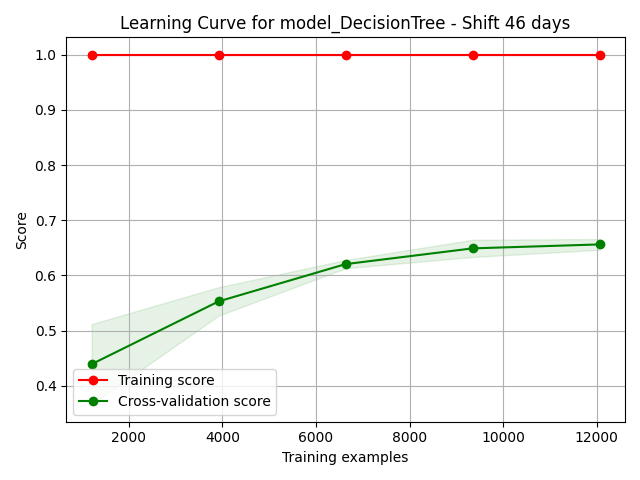 Learning Curve for model_DecisionTree - Shift 46 days
1.0
0.9
0.8
0.7
0.6
0.5
0.4
Score
Training score
Cross-validation score
2000 4000 6000 8000 10000 12000
Training examples